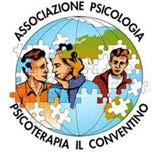 ASSOCIAZIONE PSICOLOGIA
PSICOTERAPIA IL CONVENTINO